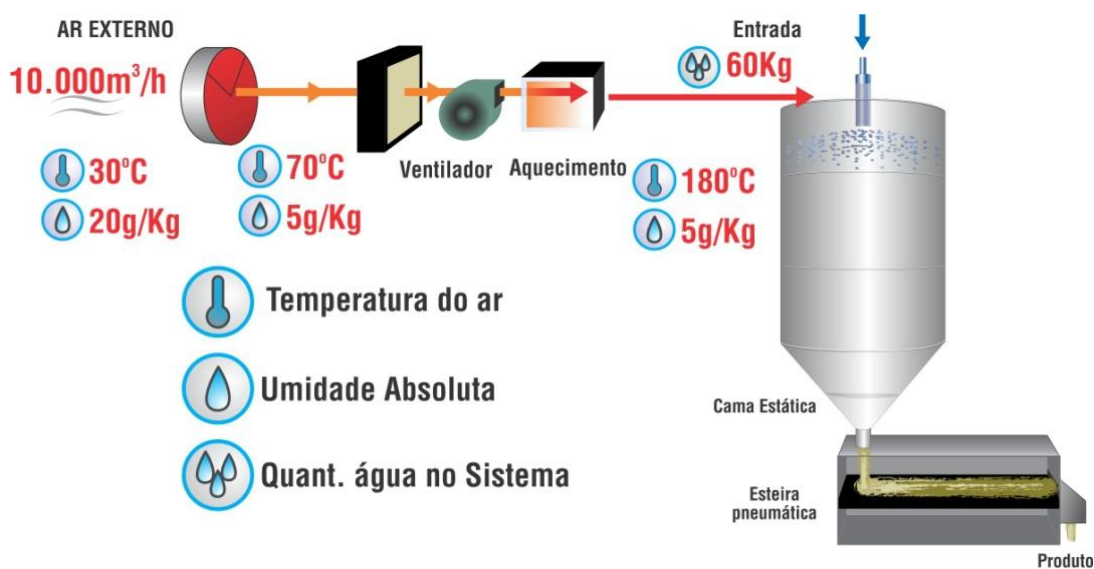 AR EXTERNO
10.000m³/h
30°C
20g/Kg
70°C
5g/Kg
Ventilador
Aquecimento
Entrada
60Kg
180°C
5g/Kg
Temperatura do ar
Umidade Absoluta
Quant. água no Sistema
Cama Estática
Esteira
pneumática
Produto